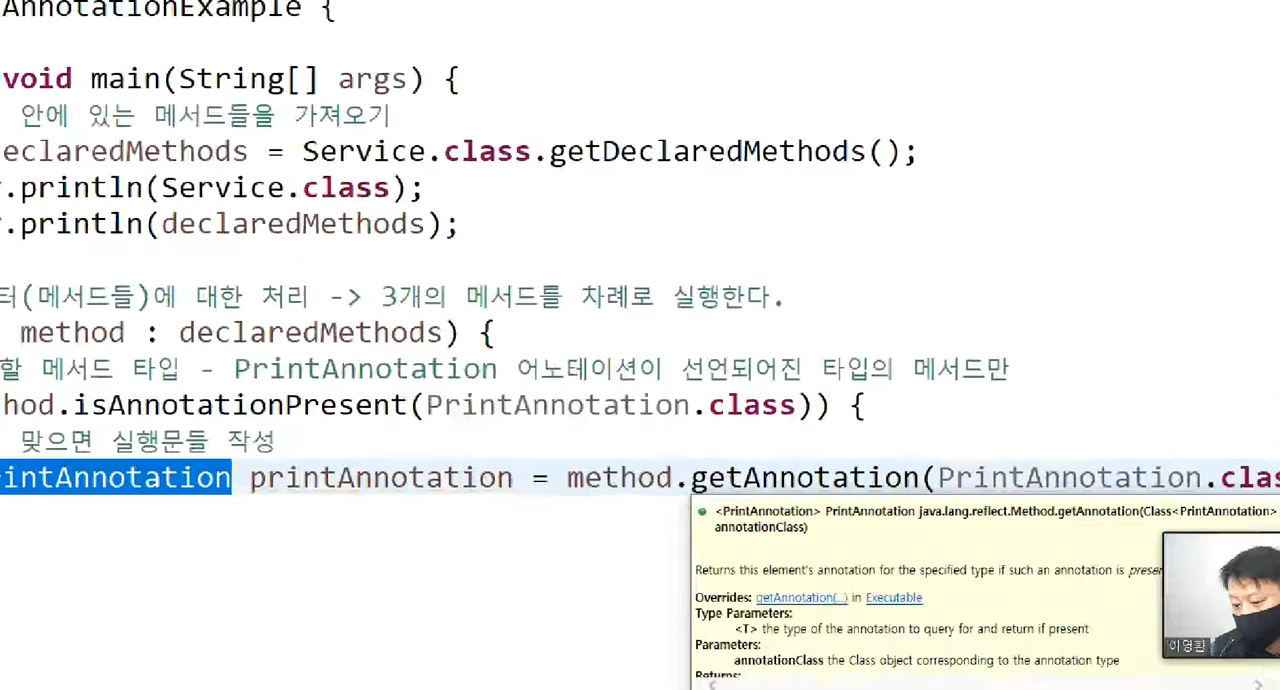 AnnotationExample {
void main(String[] args) {
안에 있는 메서드들을 가져오기
eclaredMethods = Service.class.getDeclaredMethods();
.println(Service.class);
.println(declaredMethods);
터(메서드들)에 대한 처리 -> 3개의 메서드를 차례로 실행한다.
method : declaredMethods) {
할 메서드 타입 - PrintAnnotation 어노테이션이 선언되어진 타입의 메서드만
hod.isAnnotationPresent(PrintAnnotation.class)) {
맞으면 실행문들 작성
intAnnotation printAnnotation = method.getAnnotation(PrintAnnotation.clas
<PrintAnnotation> PrintAnnotation java.lang.reflect.Method.getAnnotation(Class<PrintAnnotation>
annotationClass)
Returns this element's annotation for the specified type if such an annotation is presen
Overrides: getAnnotation(...) in Executable
Type Parameters:
<T> the type of the annotation to query for and return if present
Parameters:
annotationClass the Class object corresponding to the annotation type
Returns:
이영환